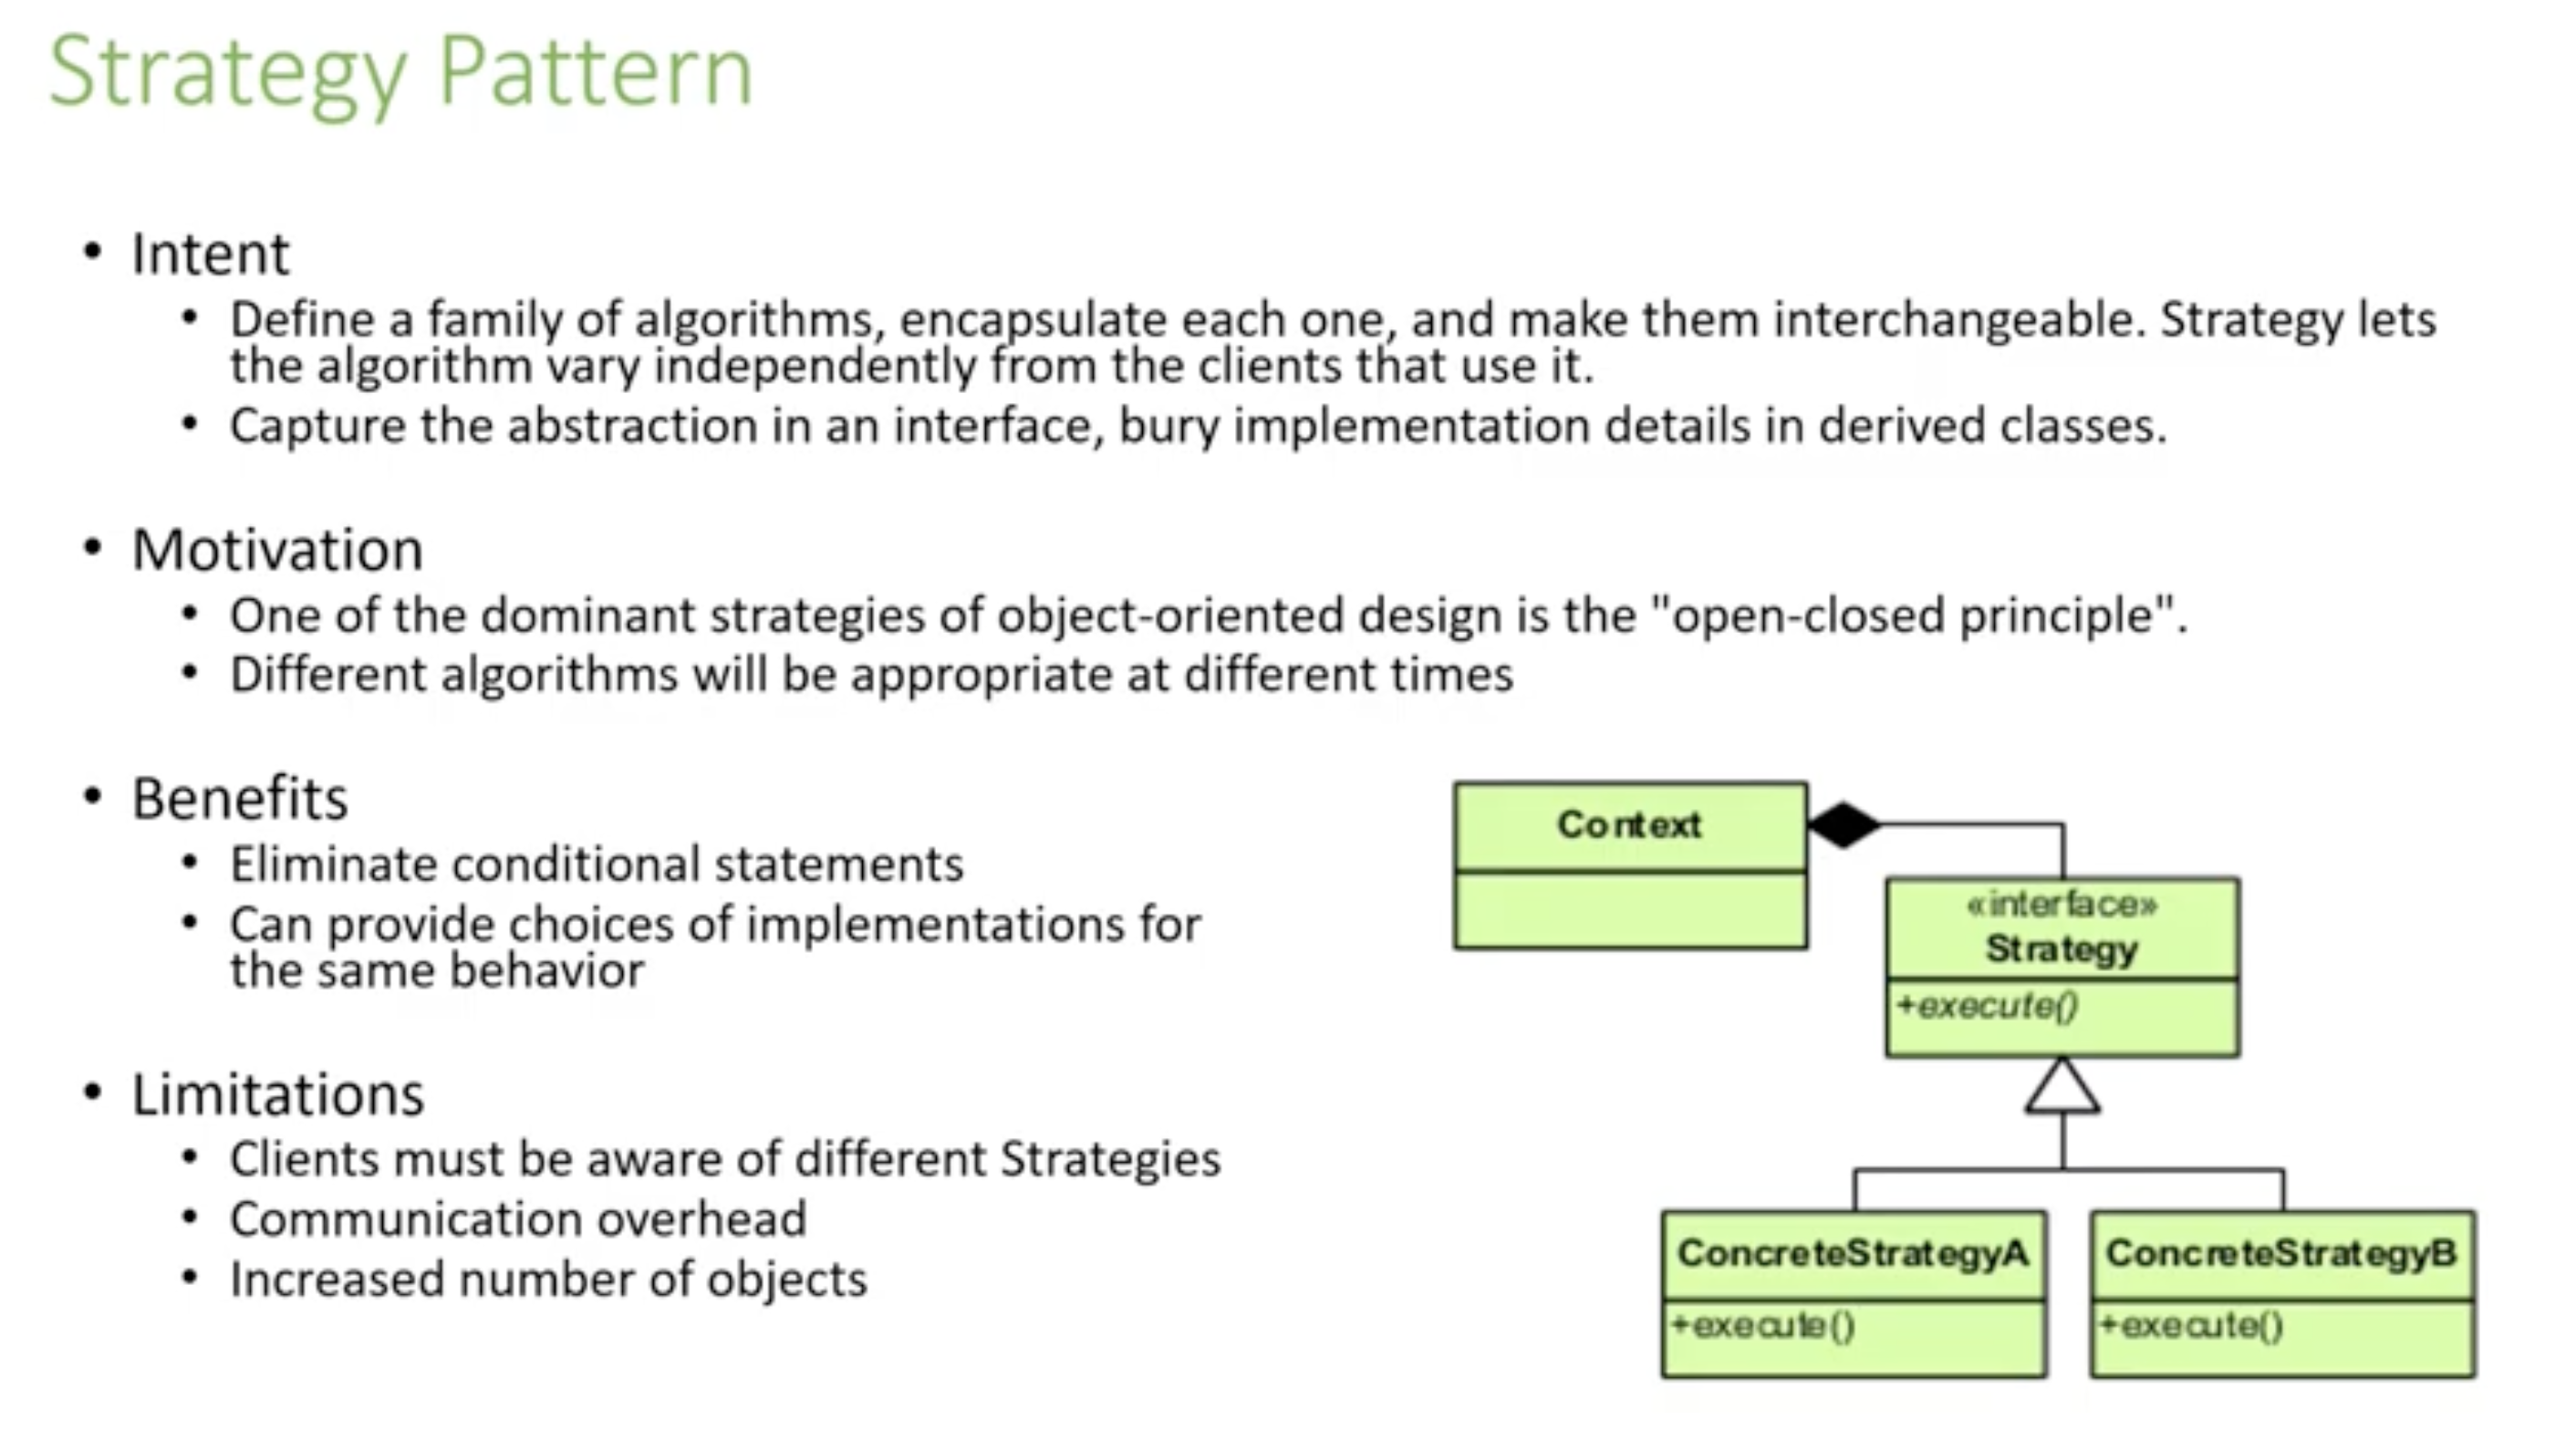 Strategy Pattern
• Intent
• Define a family of algorithms, encapsulate each one, and make them interchangeable. Strategy lets
the algorithm vary independently from the clients that use it.
• Capture the abstraction in an interface, bury implementation details in derived classes.
• Motivation
• One of the dominant strategies of object-oriented design is the "open-closed principle".
• Different algorithms will be appropriate at different times
• Benefits
• Eliminate conditional statements
• Can provide choices of implementations for
the same behavior
• Limitations
• Clients must be aware of different Strategies
• Communication overhead
• Increased number of objects
Context
«interface»
Strategy
+execute()
ConcreteStrategyA
+execute()
ConcreteStrategyB
+execute()